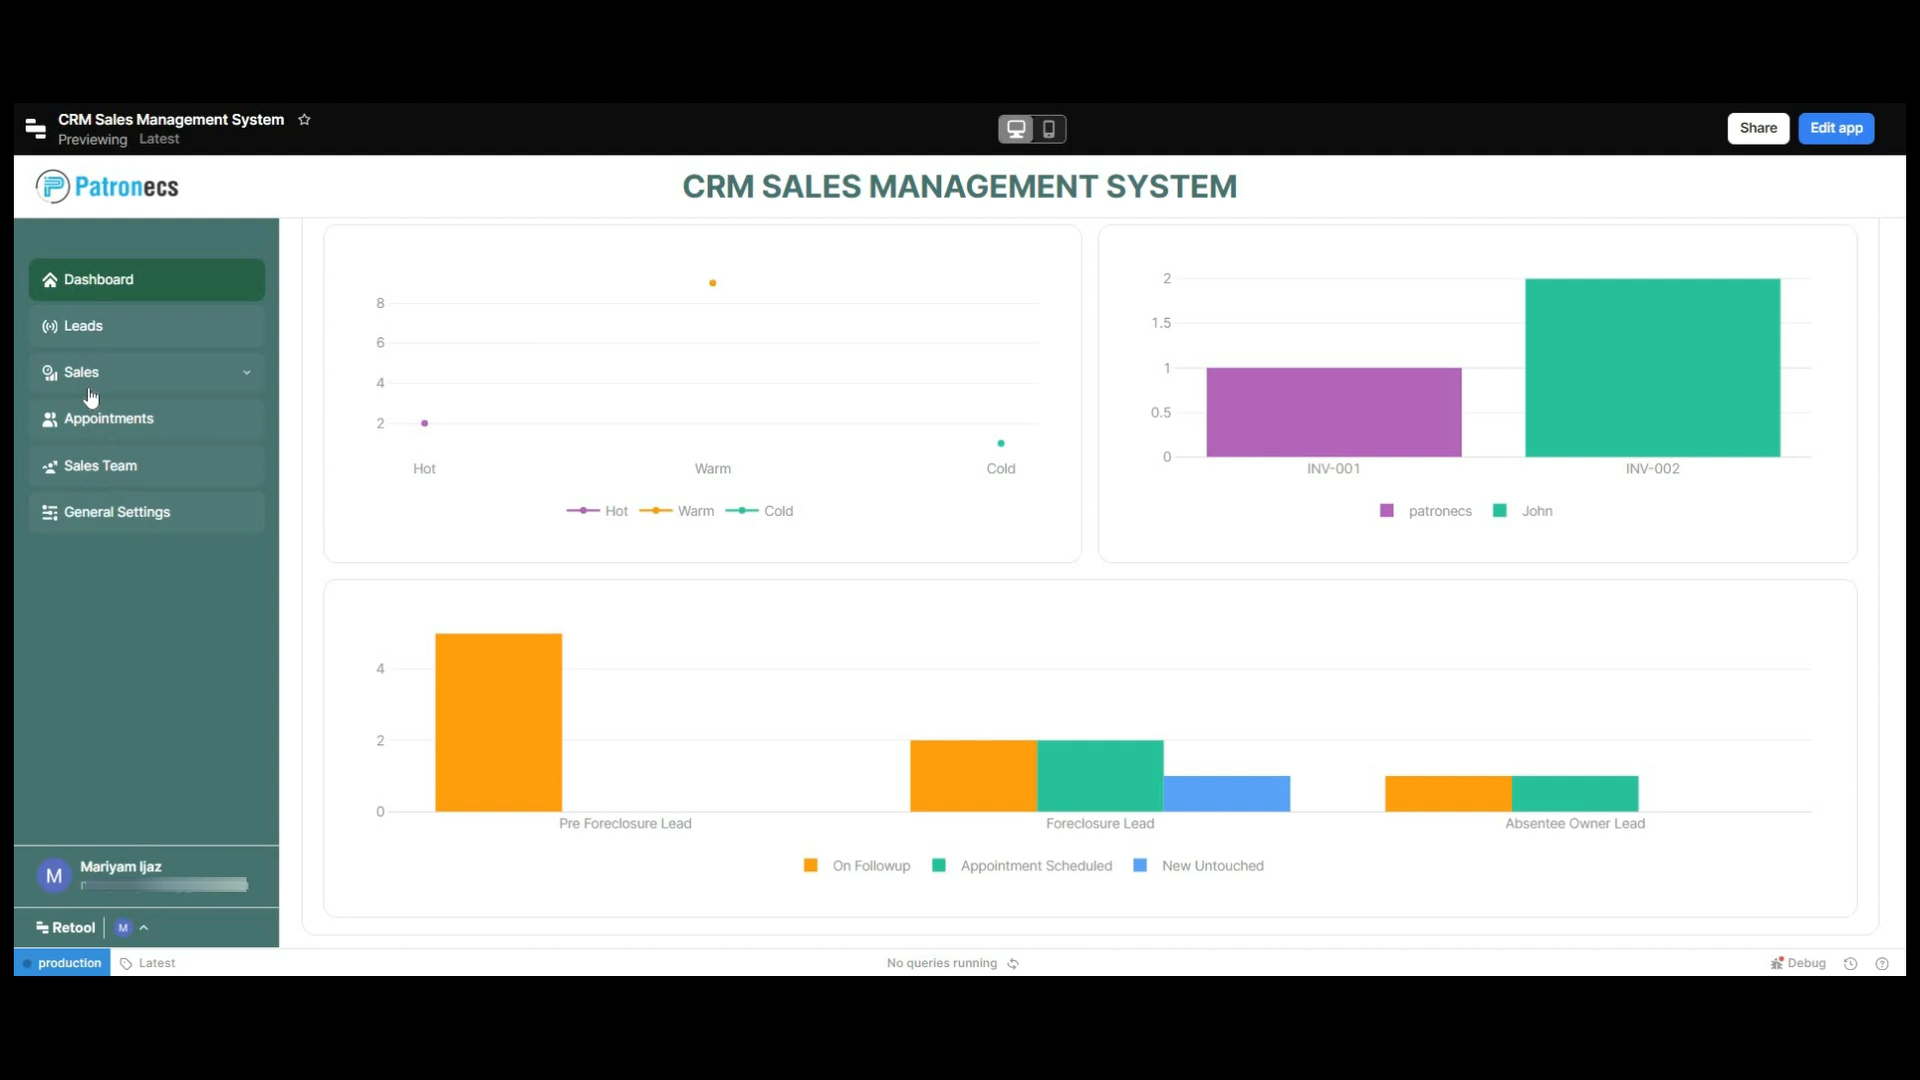 CRM Sales Management System
Previewing Latest
Share
Edit app
Patronecs
CRM SALES MANAGEMENT SYSTEM
Dashboard
Leads
Sales
Appointments
Sales Team
General Settings
8
6
4
2
Hot Warm Cold
Hot Warm Cold
2
1.5
1
0.5
0
INV-001 INV-002
patronecs John
4
2
0
Pre Foreclosure Lead Foreclosure Lead Absentee Owner Lead
On Followup Appointment Scheduled New Untouched
M
Mariyam Ijaz
Retool M
production Latest
No queries running
Debug